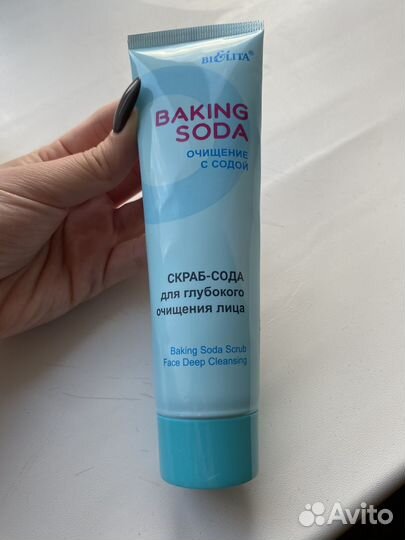 BIELITA®
BAKING
SODA
ОЧИЩЕНИЕ
С СОДОЙ
СКРАБ-СОДА
для глубокого
очищения лица
Baking Soda Scrub
Face Deep Cleansing
Avito